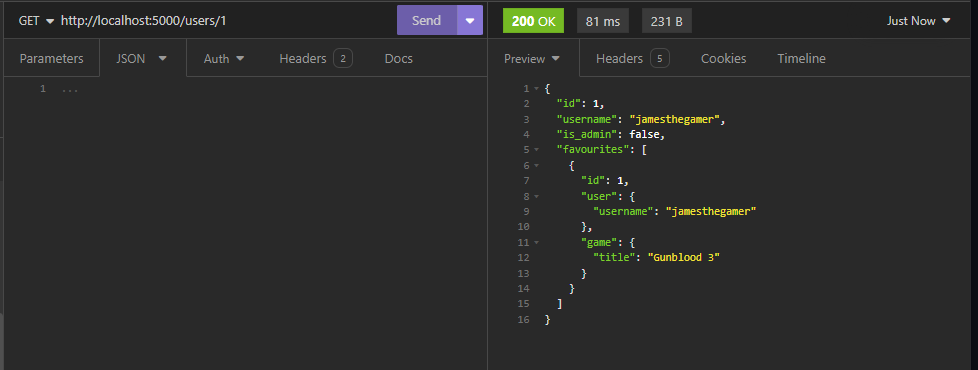 GET http://localhost:5000/users/1 Send 200 OK 81 ms 231 B Just Now
Parameters JSON Auth Headers 2 Docs Preview Headers 5 Cookies Timeline
1 ...
1 {
2 "id": 1,
3 "username": "jamesthegamer",
4 "is_admin": false,
5 "favourites": [
6 {
7 "id": 1,
8 "user": {
9 "username": "jamesthegamer"
10 },
11 "game": {
12 "title": "Gunblood 3"
13 }
14 }
15 ]
16 }